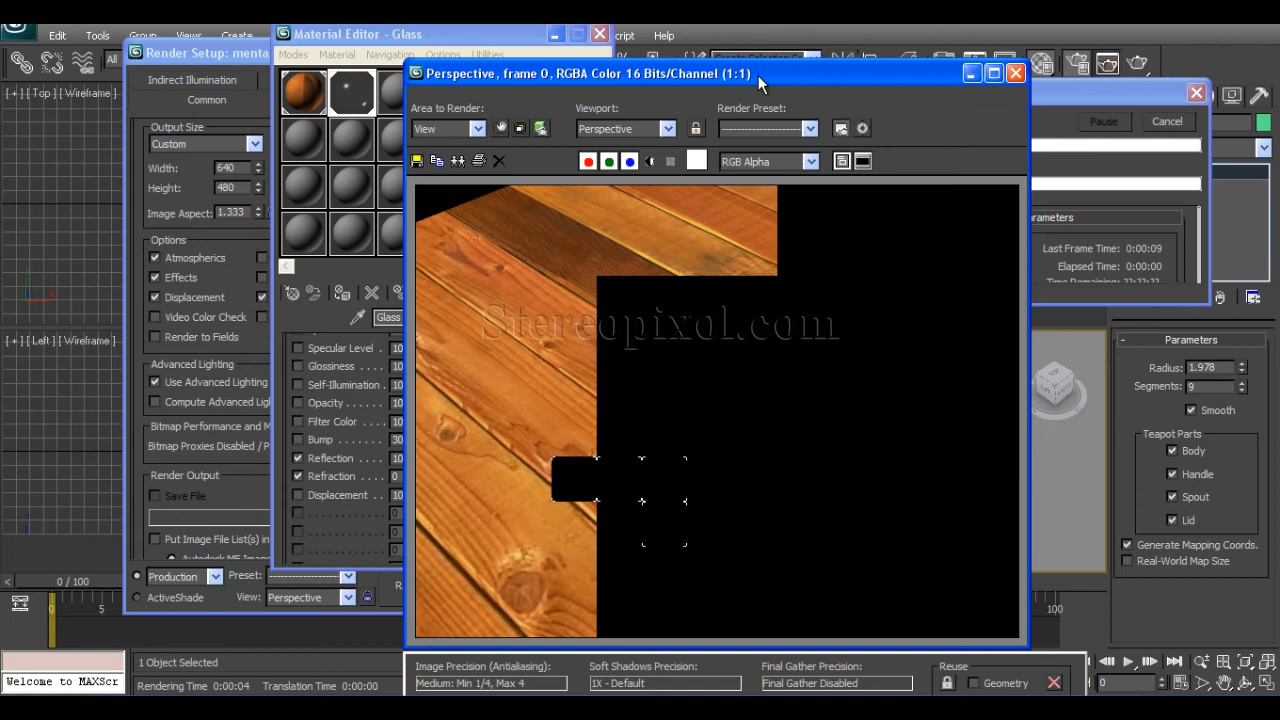 Edit Tools Group Views Create script Help
All
+ ] [ Top ] [ Wireframe ]
+ ] [ Left ] [ Wireframe ]
Render Setup: menta
Indirect Illumination
Common
Output Size
Custom
Width: 640
Height: 480
Image Aspect: 1.333
Options
Atmospherics
Effects
Displacement
Video Color Check
Render to Fields
Advanced Lighting
Use Advanced Lighting
Compute Advanced Ligh
Bitmap Performance and M
Bitmap Proxies Disabled / P
Render Output
Save File
Put Image File List(s) in
Production Preset: --------------------
ActiveShade View: Perspective
Material Editor - Glass
Modes Material Navigation Options Utilities
Glass
Specular Level . 10
Glossiness 10
Self-Illumination . 10
Opacity . . . . . 10
Filter Color . . . 10
Bump . . . . . 30
Reflection . . . . 10
Refraction . . . . 0
Displacement . . 10
Perspective, frame 0, RGBA Color 16 Bits/Channel (1:1)
Area to Render: Viewport: Render Preset:
View Perspective --------------------
RGB Alpha
Stereopixol.com
Pause Cancel
arameters
Last Frame Time: 0:00:09
Elapsed Time: 0:00:00
Parameters
Radius: 1.978
Segments: 9
Smooth
Teapot Parts
Body
Handle
Spout
Lid
Generate Mapping Coords.
Real-World Map Size
0 / 100
0 5 100
1 Object Selected
Welcome to MAXScr
Rendering Time 0:00:04 Translation Time 0:00:00
Image Precision (Antialiasing): Soft Shadows Precision: Final Gather Precision: Reuse
Medium: Min 1/4, Max 4 1X - Default Final Gather Disabled Geometry
0